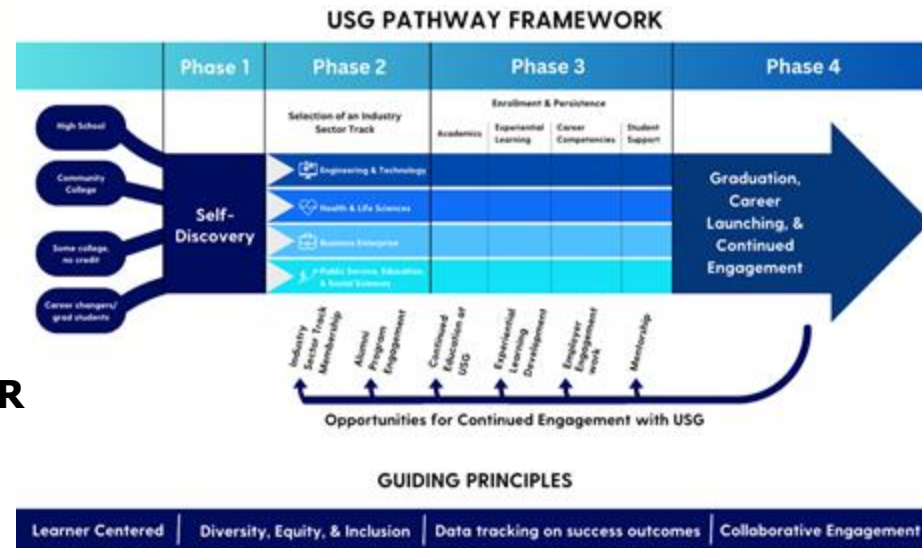 USG PATHWAY FRAMEWORK
Phase 1
Phase 2
Phase 3
Phase 4
High School
Community
College
Some college,
no credit
Career changers/
grad students
Self-
Discovery
Selection of an Industry
Sector Track
Engineering & Technology
Health & Life Sciences
Business Enterprise
Public Service, Education,
& Social Sciences
Enrollment & Persistence
Academics
Experiential
Learning
Career
Competencies
Student
Support
Graduation,
Career
Launching, &
Continued
Engagement
Industry
Sector Track
Membership
Alumni
Program
Engagement
Continued
Education at
USG
Experiential
Learning
Development
Employer
Engagement
work
Mentorship
R
Opportunities for Continued Engagement with USG
GUIDING PRINCIPLES
Learner Centered
Diversity, Equity, & Inclusion
Data tracking on success outcomes
Collaborative Engagement